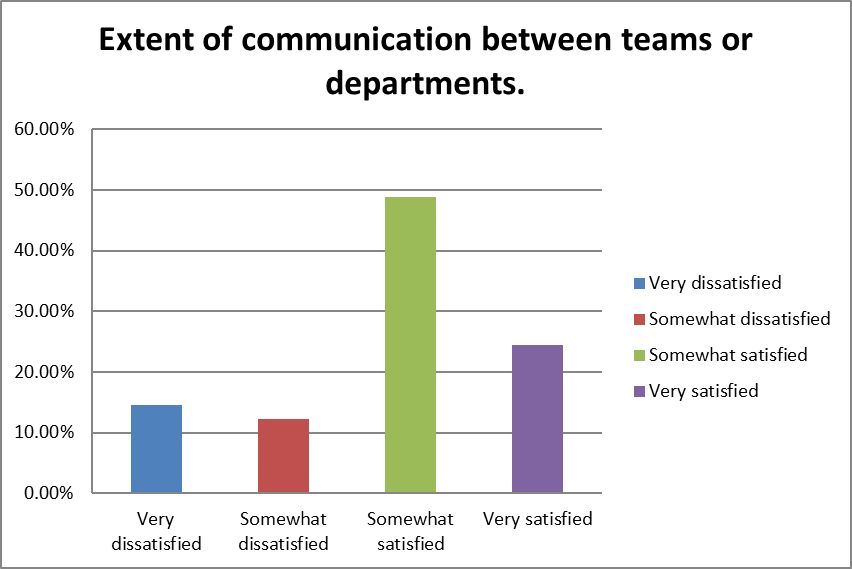 Extent of communication between teams or
departments.
60.00%
50.00%
40.00%
30.00%
20.00%
10.00%
0.00%
Very
dissatisfied
Somewhat
dissatisfied
Somewhat
satisfied
Very satisfied
Very dissatisfied
Somewhat dissatisfied
Somewhat satisfied
Very satisfied